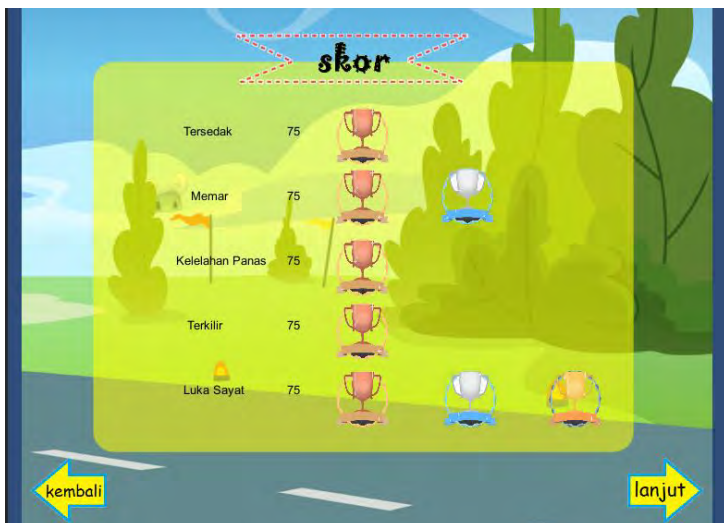 skor
Tersedak 75
Memar 75
Kelelahan Panas 75
Terkilir 75
Luka Sayat 75
kembali
lanjut